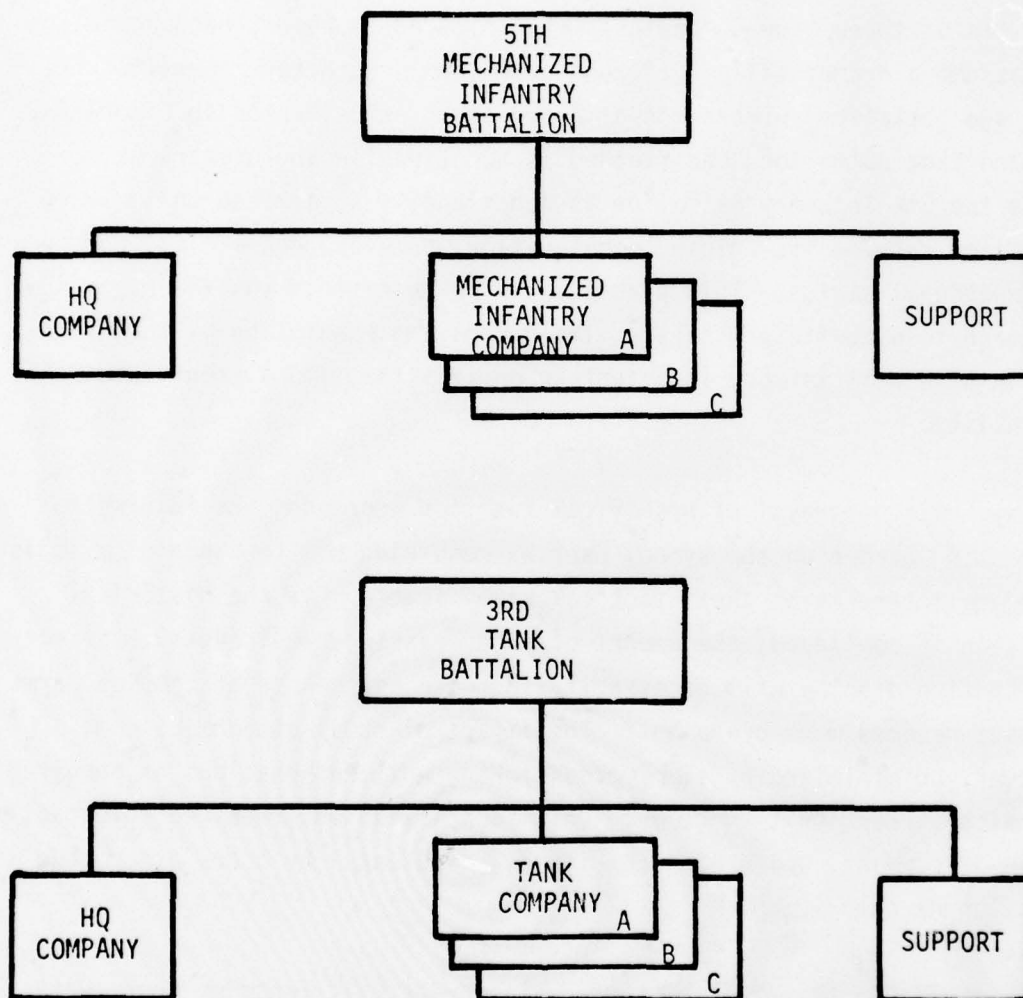 5TH
MECHANIZED
INFANTRY
BATTALION
HQ
COMPANY
MECHANIZED
INFANTRY
COMPANY A
B
C
SUPPORT
3RD
TANK
BATTALION
HQ
COMPANY
TANK
COMPANY
A
B
C
SUPPORT